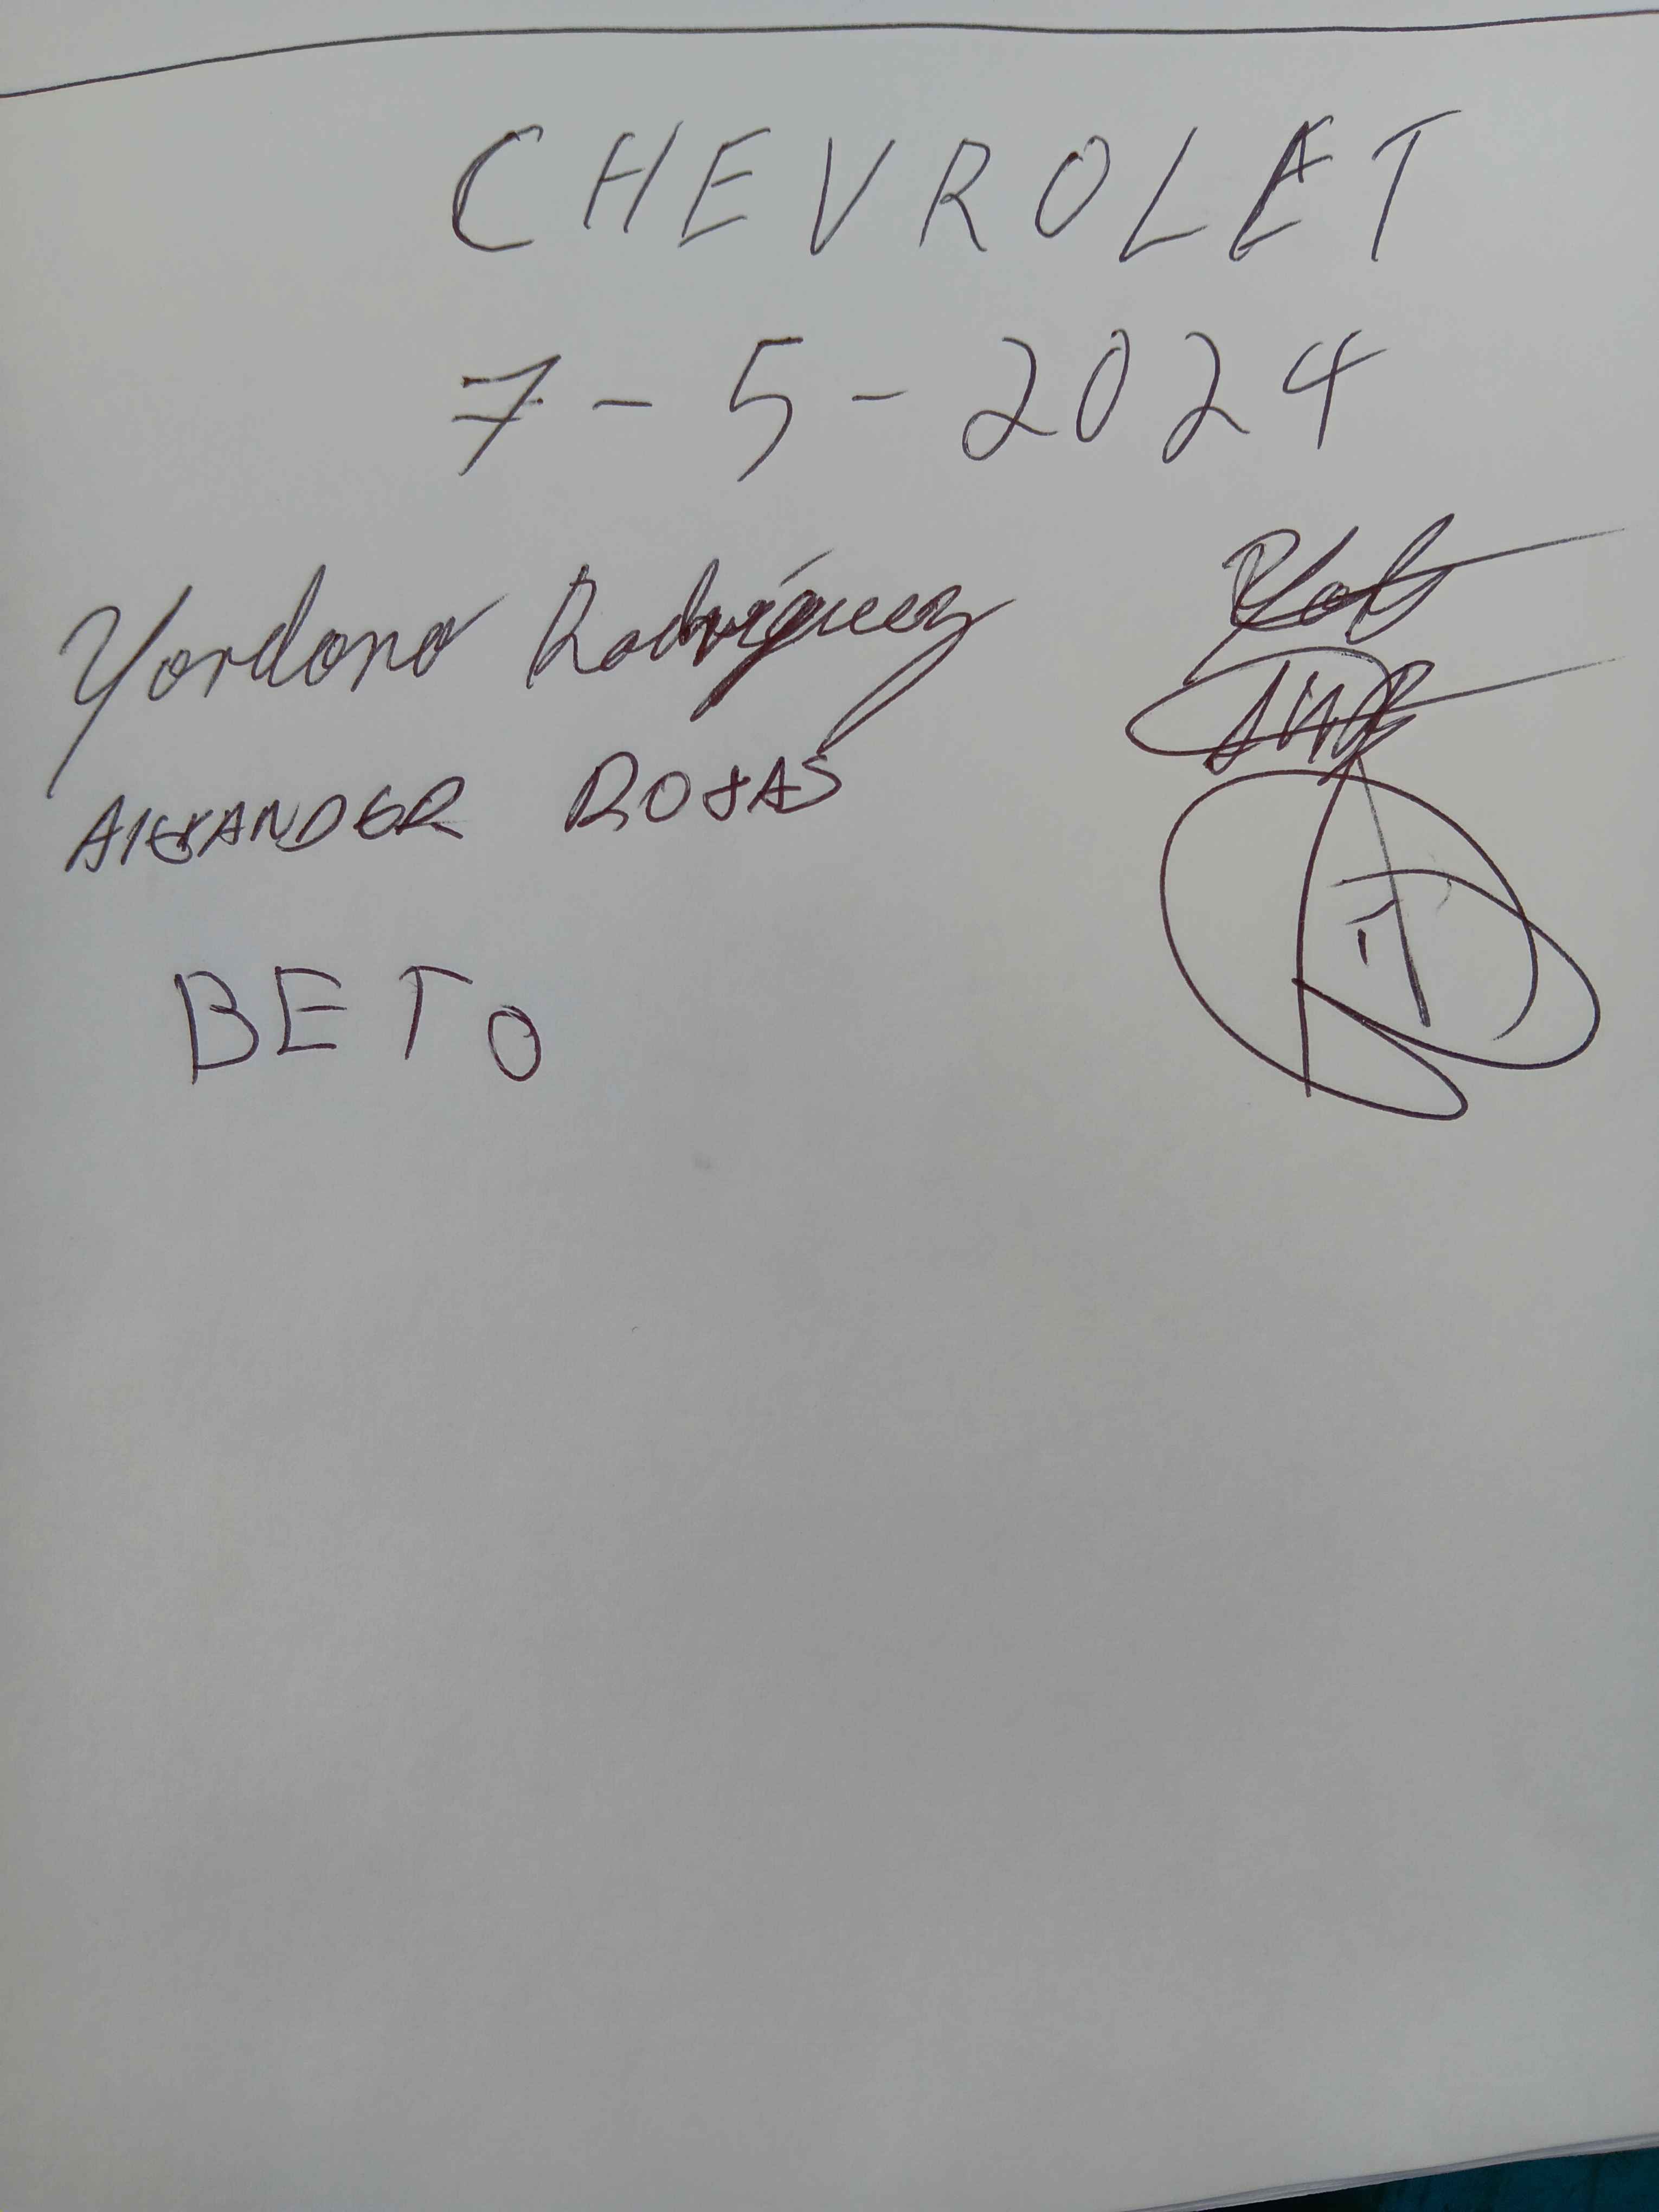 CHEVROLET
7-5-2024
Yordano Rodríguez
ALEXANDER ROJAS
BETO